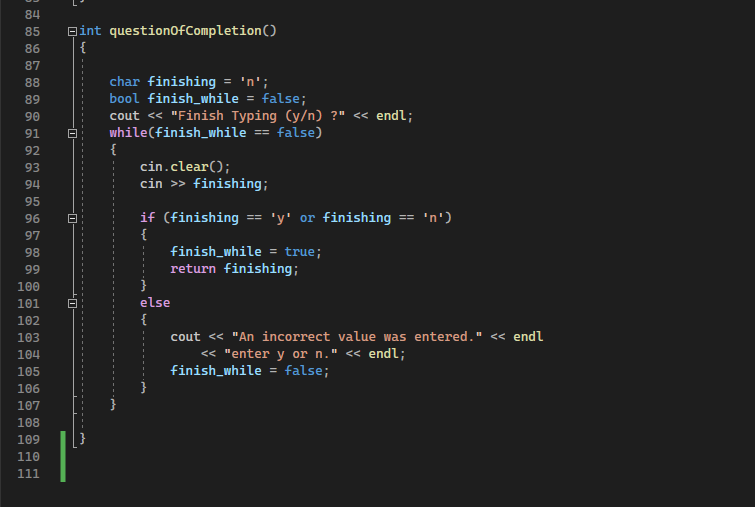 84
85 int questionOfCompletion()
86 {
87
88 char finishing = 'n';
89 bool finish_while = false;
90 cout << "Finish Typing (y/n) ?" << endl;
91 while(finish_while == false)
92 {
93 cin.clear();
94 cin >> finishing;
95
96 if (finishing == 'y' or finishing == 'n')
97 {
98 finish_while = true;
99 return finishing;
100 }
101 else
102 {
103 cout << "An incorrect value was entered." << endl
104 << "enter y or n." << endl;
105 finish_while = false;
106 }
107 }
108
109 }
110
111